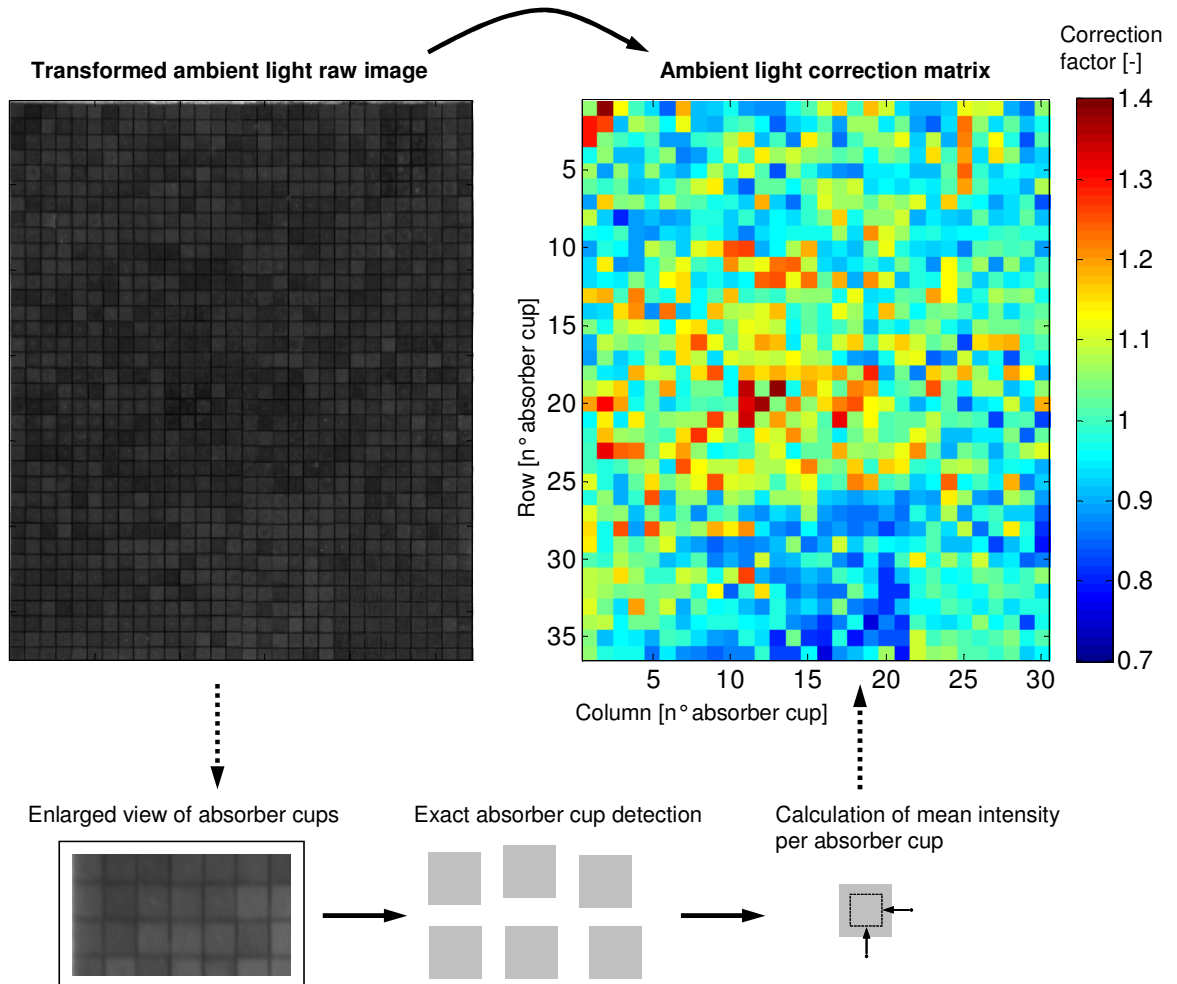 Transformed ambient light raw image
Ambient light correction matrix
Correction
factor [-]
5
10
15
20
25
30
35
Row [n° absorber cup]
5
10
15
20
25
30
Column [n° absorber cup]
1.4
1.3
1.2
1.1
1
0.9
0.8
0.7
Enlarged view of absorber cups
Exact absorber cup detection
Calculation of mean intensity
per absorber cup